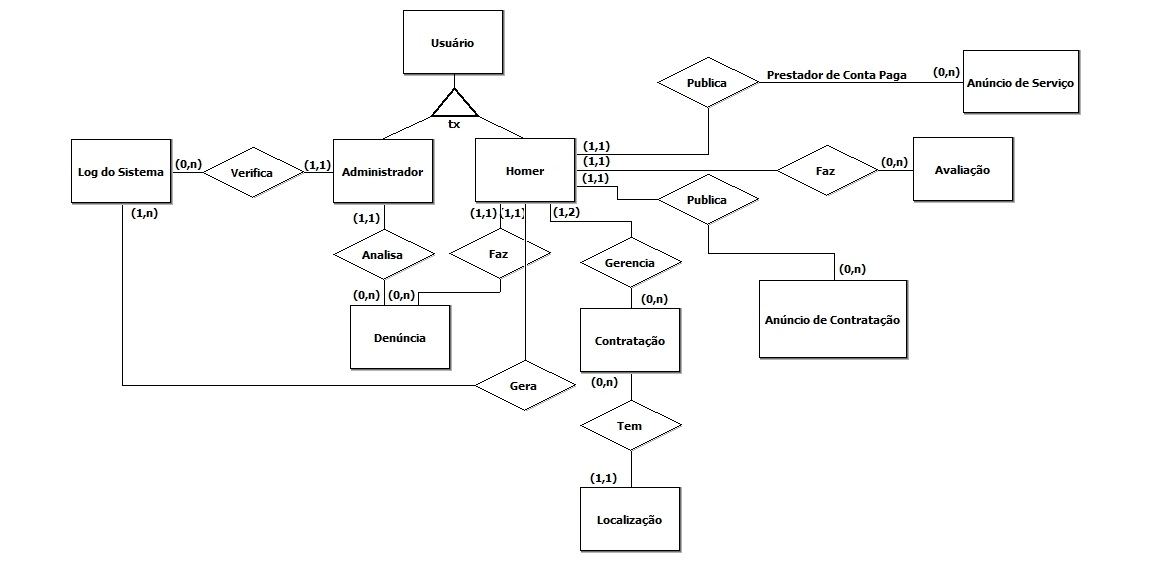 Usuário
tx
Publica
Prestador de Conta Paga
(0,n)
Anúncio de Serviço
Log do Sistema
(0,n)
Verifica
(1,1)
Administrador
Homer
(1,1)
(1,1)
(1,1)
Faz
(0,n)
Avaliação
Publica
(1,n)
(1,1)
(1,1)
(1,1)
(1,2)
Analisa
Faz
Gerencia
(0,n)
(0,n)
(0,n)
(0,n)
Denúncia
Contratação
Anúncio de Contratação
Gera
(0,n)
Tem
(1,1)
Localização